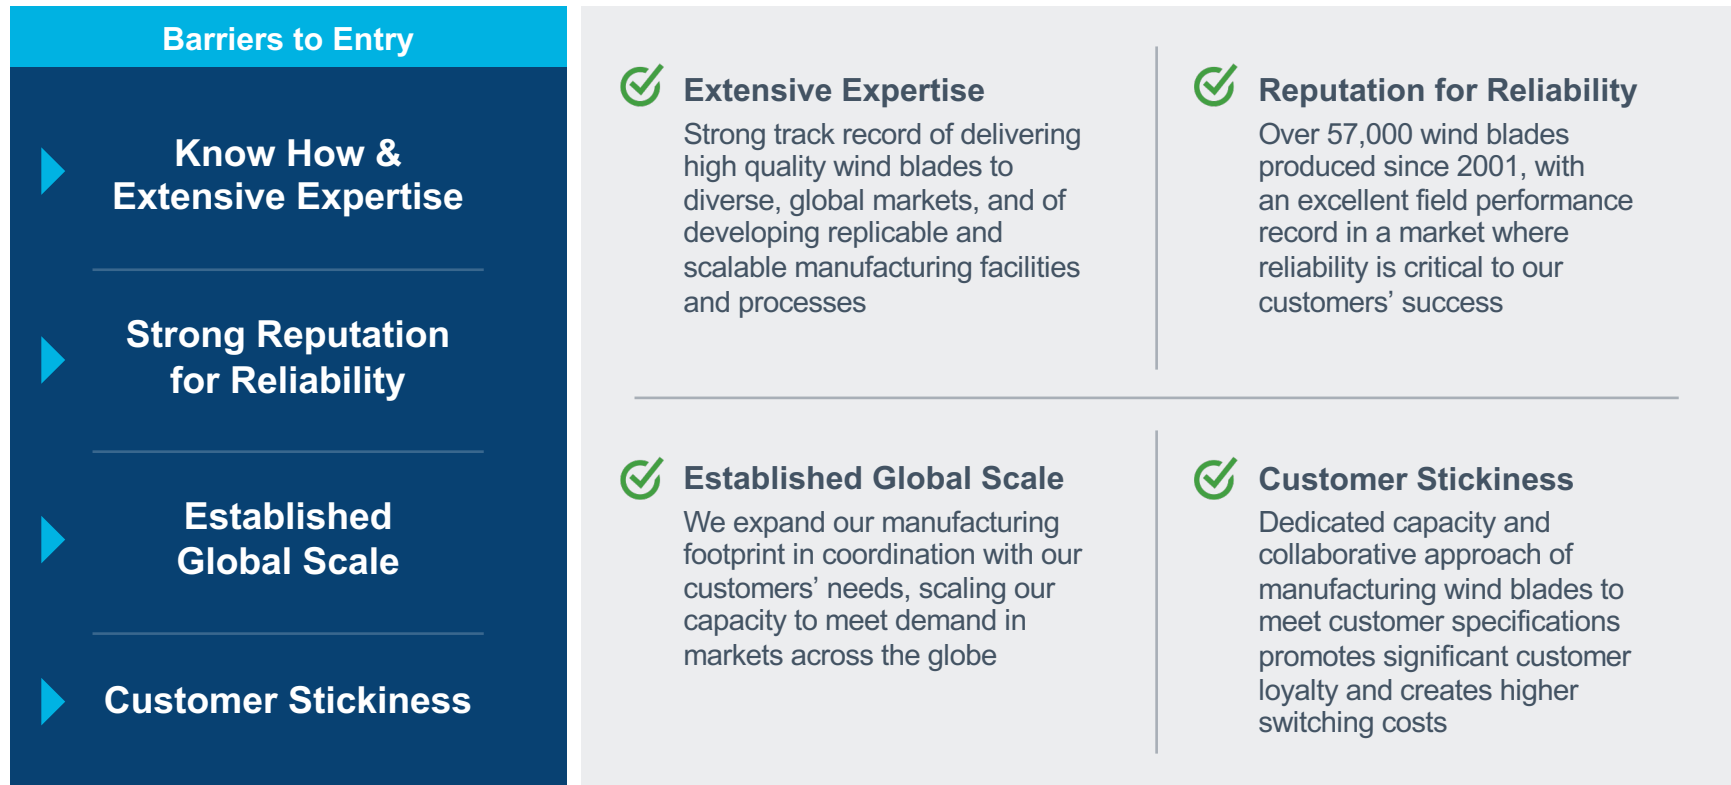 Barriers to Entry
Know How &
Extensive Expertise
Strong Reputation
for Reliability
Established
Global Scale
Customer Stickiness
Extensive Expertise
Strong track record of delivering
high quality wind blades to
diverse, global markets, and of
developing replicable and
scalable manufacturing facilities
and processes
Reputation for Reliability
Over 57,000 wind blades
produced since 2001, with
an excellent field performance
record in a market where
reliability is critical to our
customers’ success
Established Global Scale
We expand our manufacturing
footprint in coordination with our
customers’ needs, scaling our
capacity to meet demand in
markets across the globe
Customer Stickiness
Dedicated capacity and
collaborative approach of
manufacturing wind blades to
meet customer specifications
promotes significant customer
loyalty and creates higher
switching costs